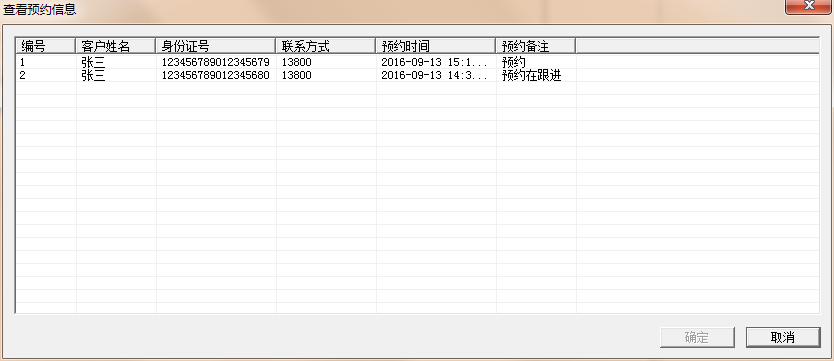 查看预约信息
编号 客户姓名 身份证号 联系方式 预约时间 预约备注
1 张三 123456789012345679 13800 2016-09-13 15:1... 预约
2 张三 123456789012345680 13800 2016-09-13 14:3... 预约在跟进
确定 取消